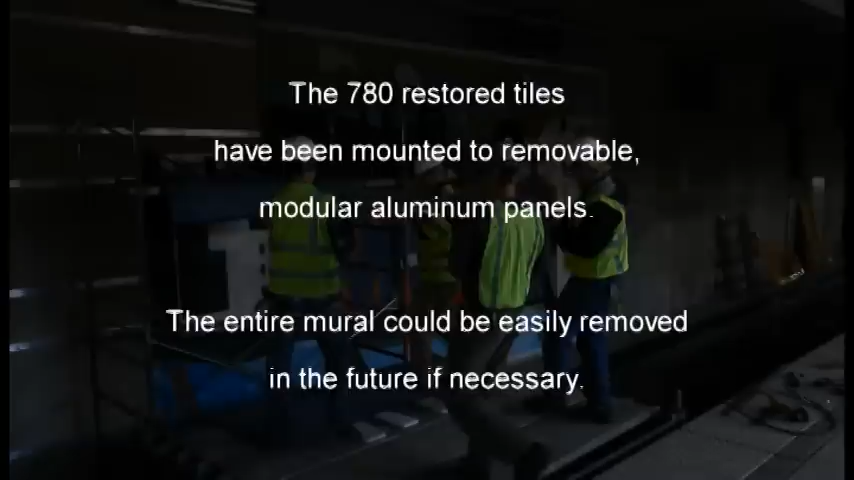 The 780 restored tiles
have been mounted to removable,
modular aluminum panels.
The entire mural could be easily removed
in the future if necessary.